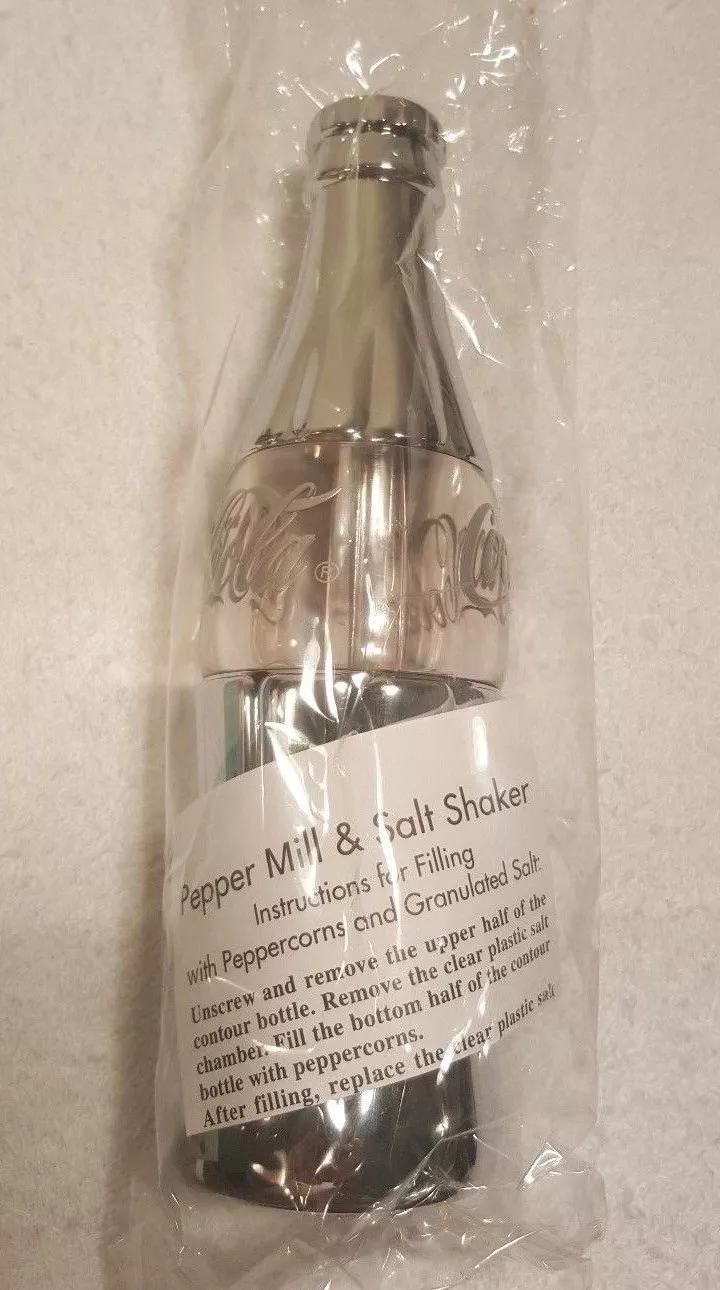 Cola ®
Coca
Pepper Mill & Salt Shaker
Instructions for Filling
with Peppercorns and Granulated Salt:
Unscrew and remove the upper half of the
contour bottle. Remove the clear plastic salt
chamber. Fill the bottom half of the contour
bottle with peppercorns.
After filling, replace the clear plastic salt